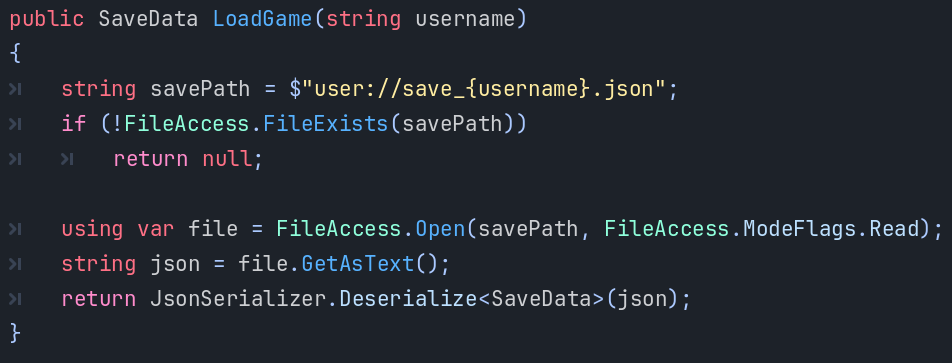 public SaveData LoadGame(string username)
{
string savePath = $"user://save_{username}.json";
if (!FileAccess.FileExists(savePath))
return null;
using var file = FileAccess.Open(savePath, FileAccess.ModeFlags.Read);
string json = file.GetAsText();
return JsonSerializer.Deserialize<SaveData>(json);
}